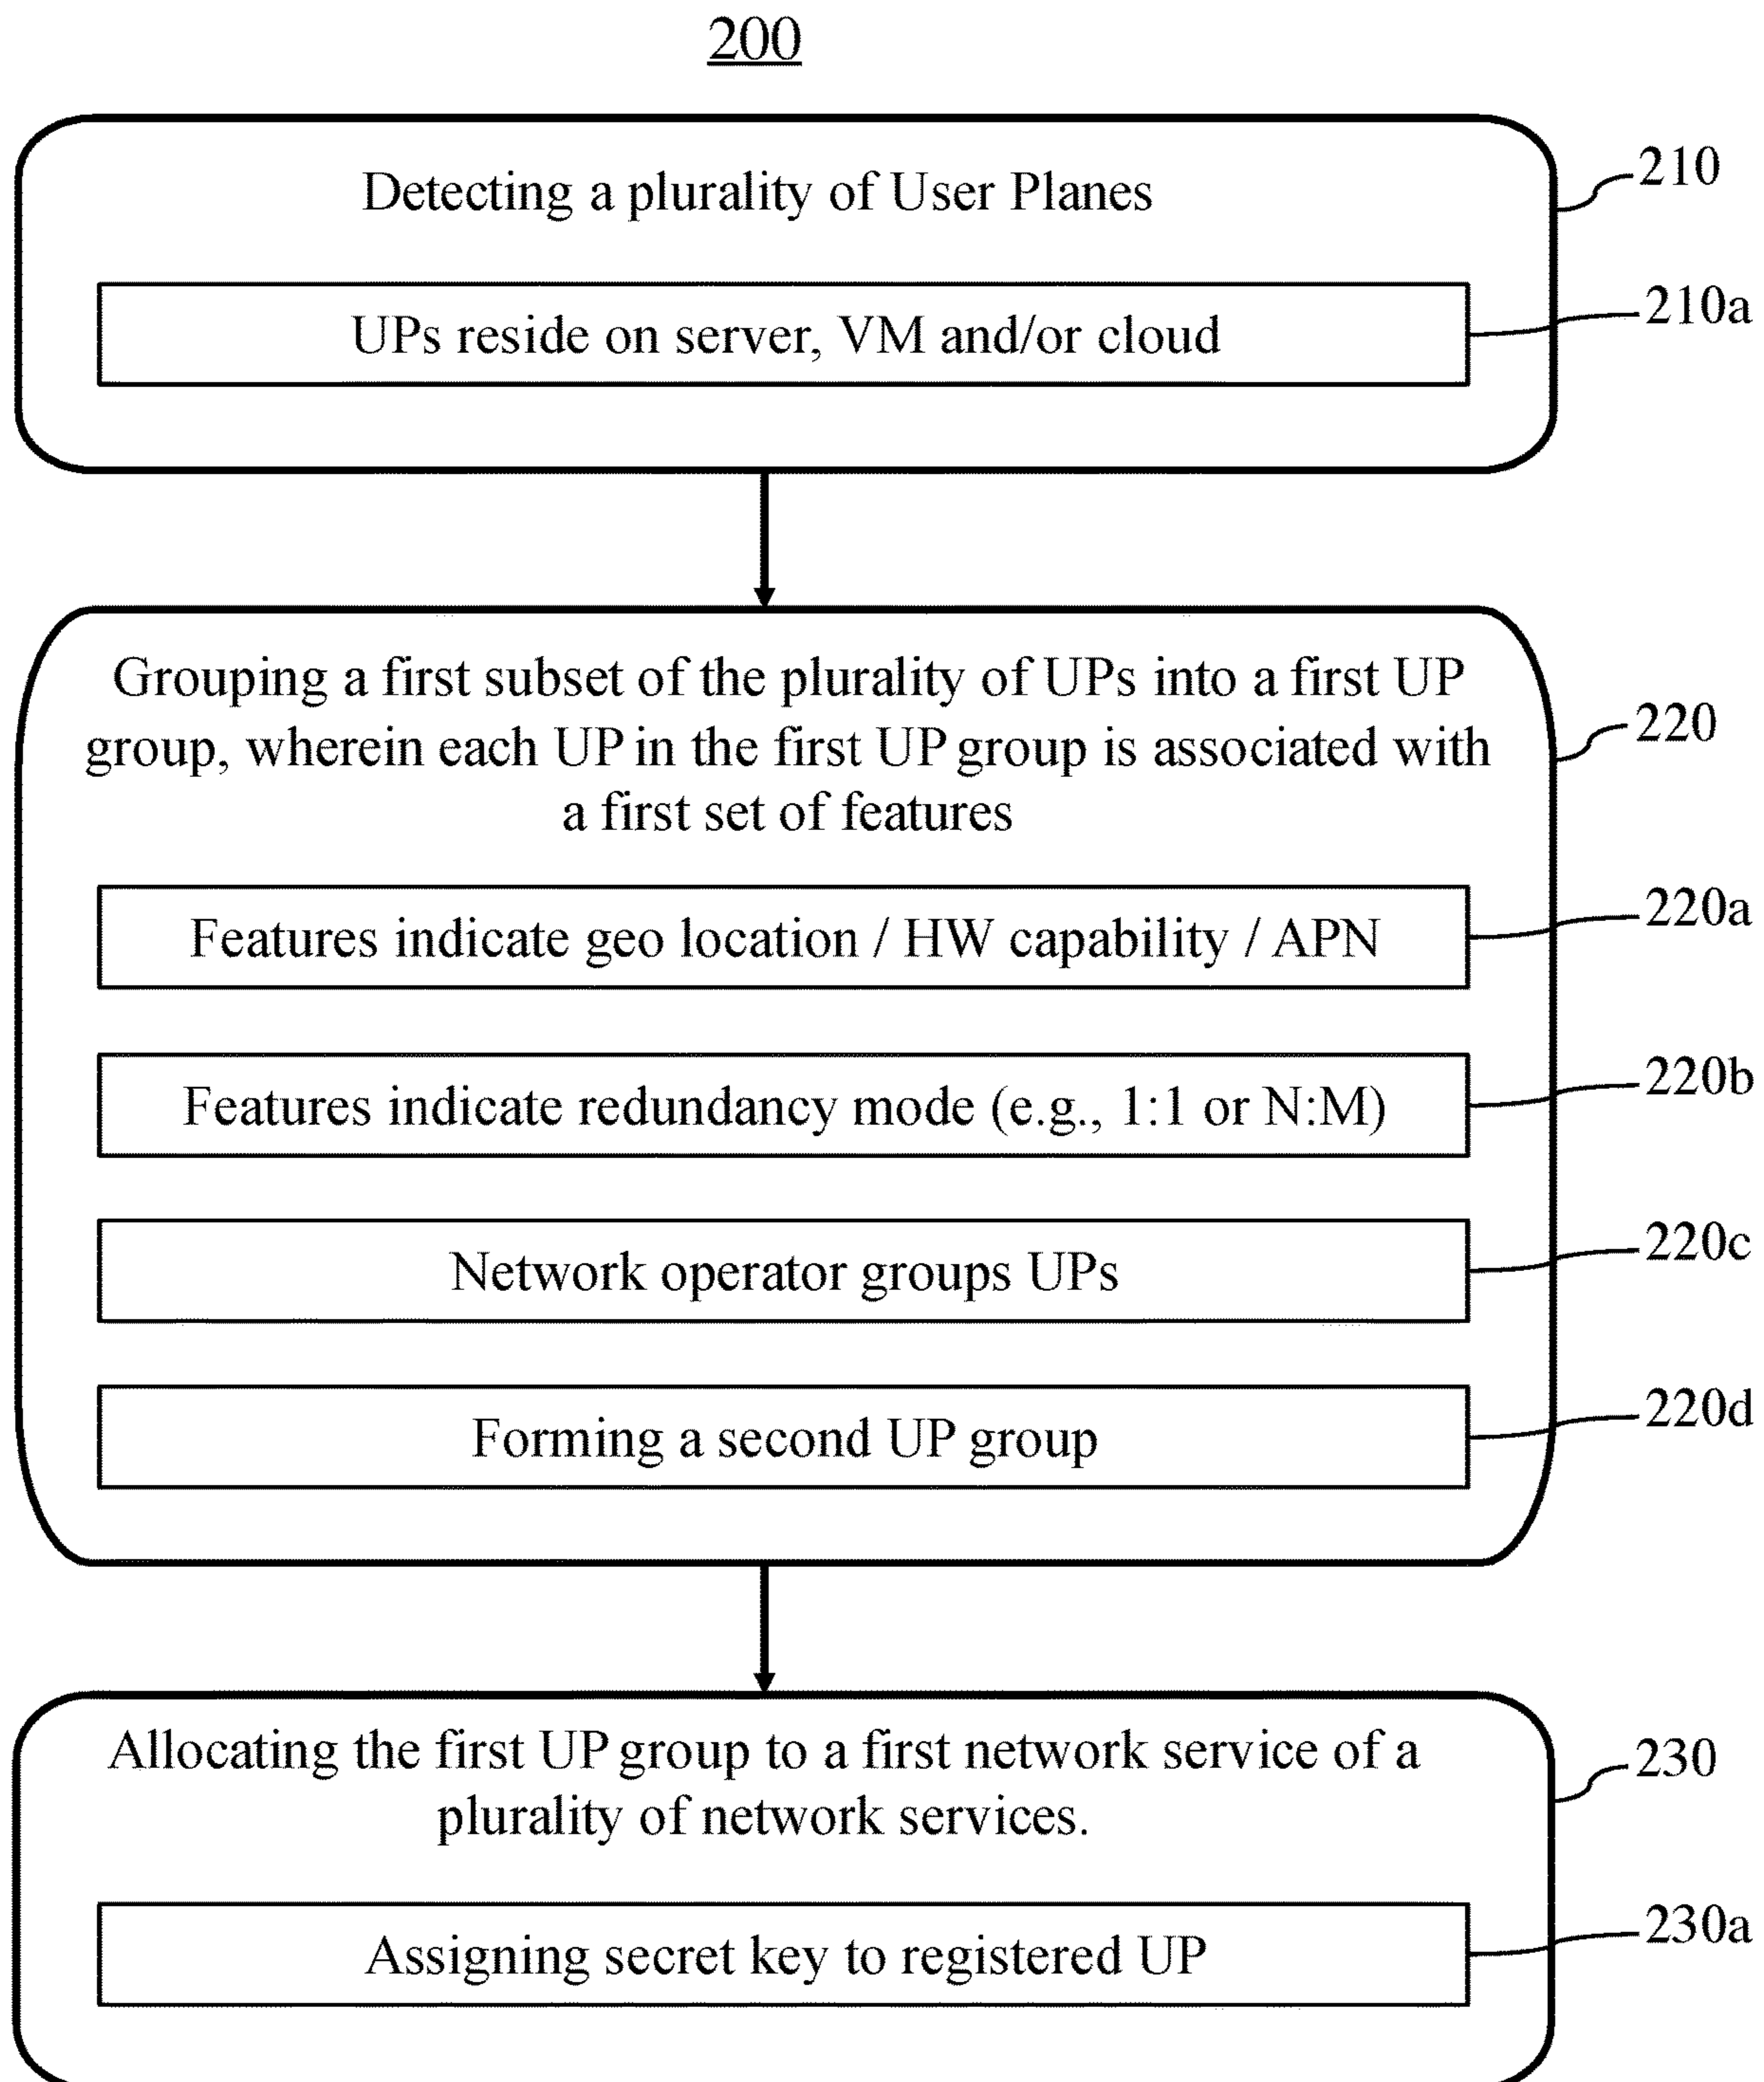 200
Detecting a plurality of User Planes
210
UPs reside on server, VM and/or cloud
210a
Grouping a first subset of the plurality of UPs into a first UP
group, wherein each UP in the first UP group is associated with
a first set of features
220
Features indicate geo location / HW capability / APN
220a
Features indicate redundancy mode (e.g., 1:1 or N:M)
220b
Network operator groups UPs
220c
Forming a second UP group
220d
Allocating the first UP group to a first network service of a
plurality of network services.
230
Assigning secret key to registered UP
230a